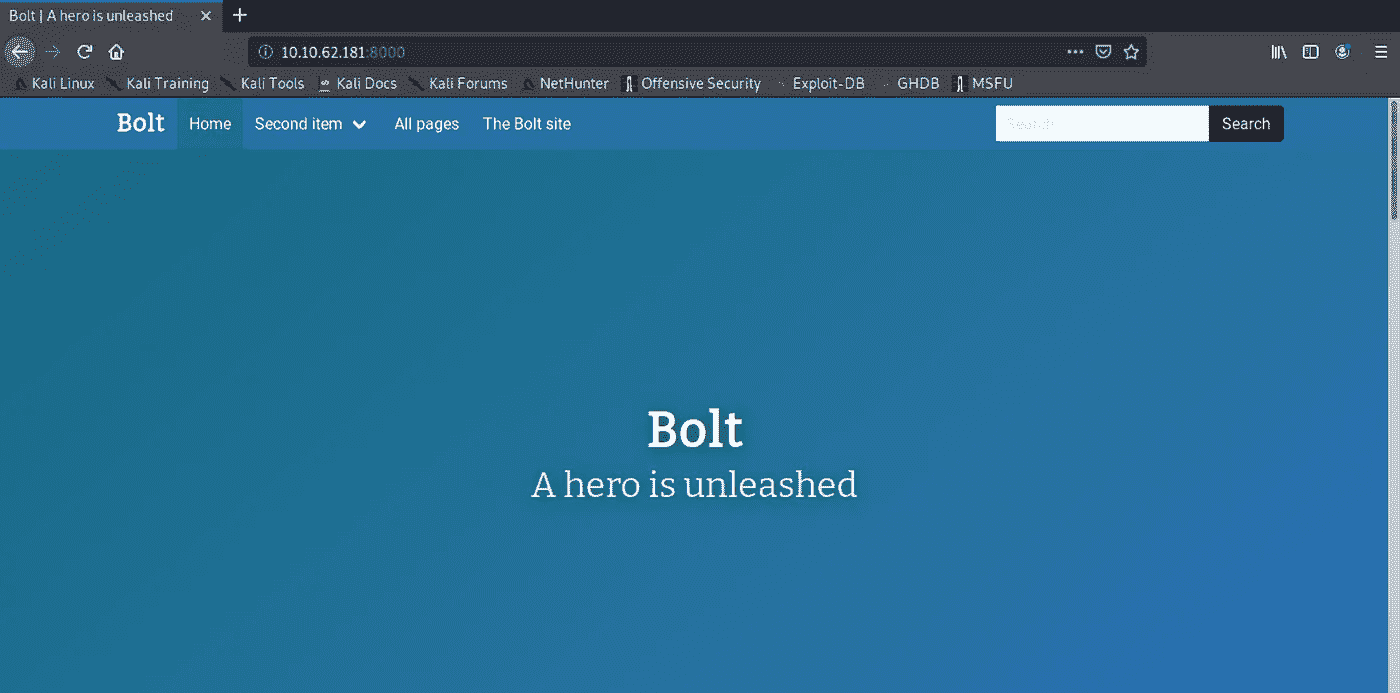 Bolt | A hero is unleashed
10.10.62.181:8000
Kali Linux Kali Training Kali Tools Kali Docs Kali Forums NetHunter Offensive Security Exploit-DB GHDB MSFU
Bolt Home Second item All pages The Bolt site Search Search
Bolt
A hero is unleashed